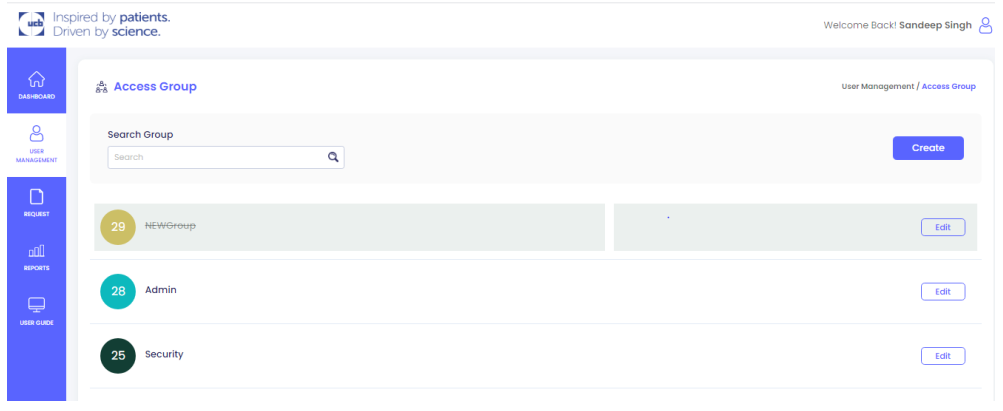 ucb
Inspired by patients.
Driven by science.
Welcome Back! Sandeep Singh
DASHBOARD
USER
MANAGEMENT
REQUEST
REPORTS
USER GUIDE
Access Group
User Management / Access Group
Search Group
Search
Create
29 NEWGroup Edit
28 Admin Edit
25 Security Edit